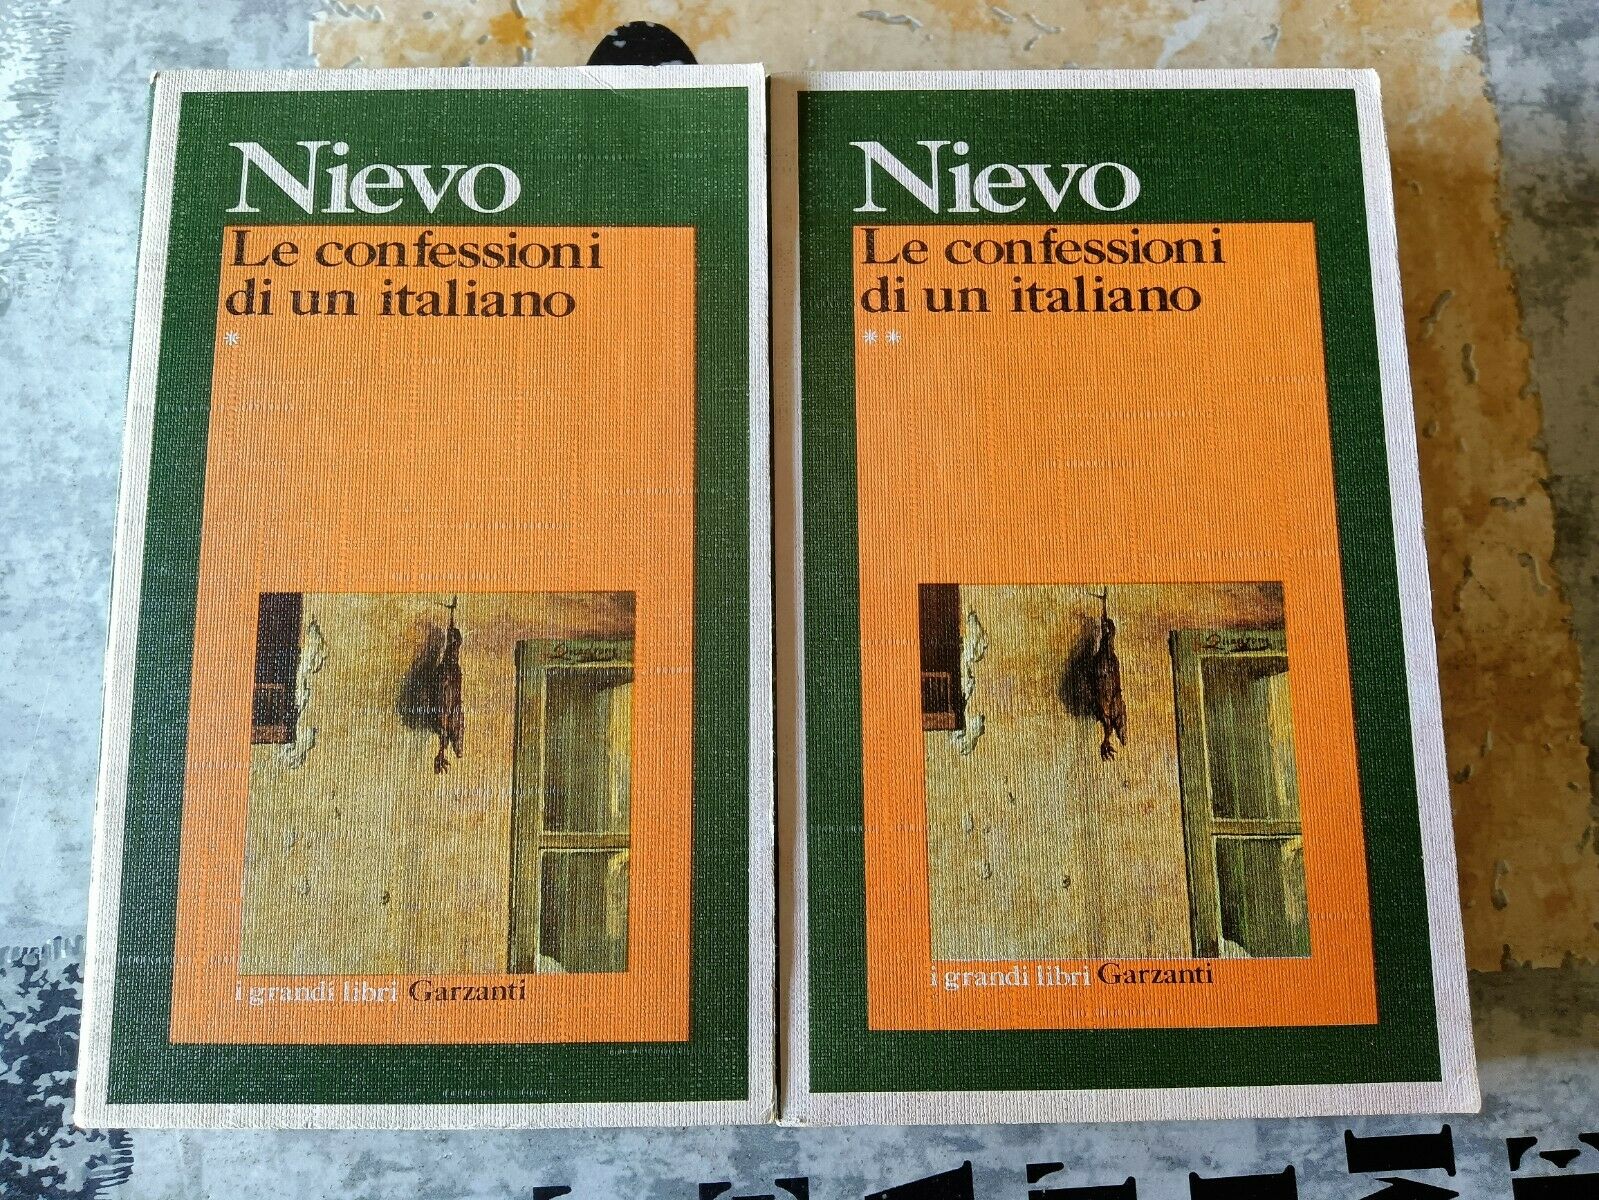 Nievo
Le confessioni
di un italiano
*
i grandi libri Garzanti
Nievo
Le confessioni
di un italiano
**
i grandi libri Garzanti